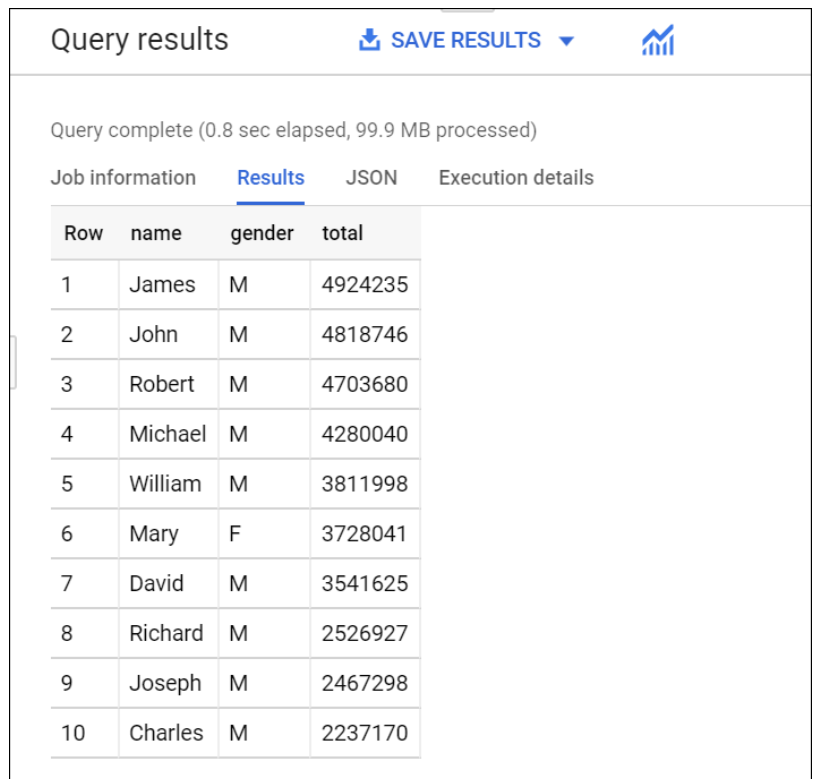 Query results SAVE RESULTS
Query complete (0.8 sec elapsed, 99.9 MB processed)
Job information Results JSON Execution details
Row name gender total
1 James M 4924235
2 John M 4818746
3 Robert M 4703680
4 Michael M 4280040
5 William M 3811998
6 Mary F 3728041
7 David M 3541625
8 Richard M 2526927
9 Joseph M 2467298
10 Charles M 2237170